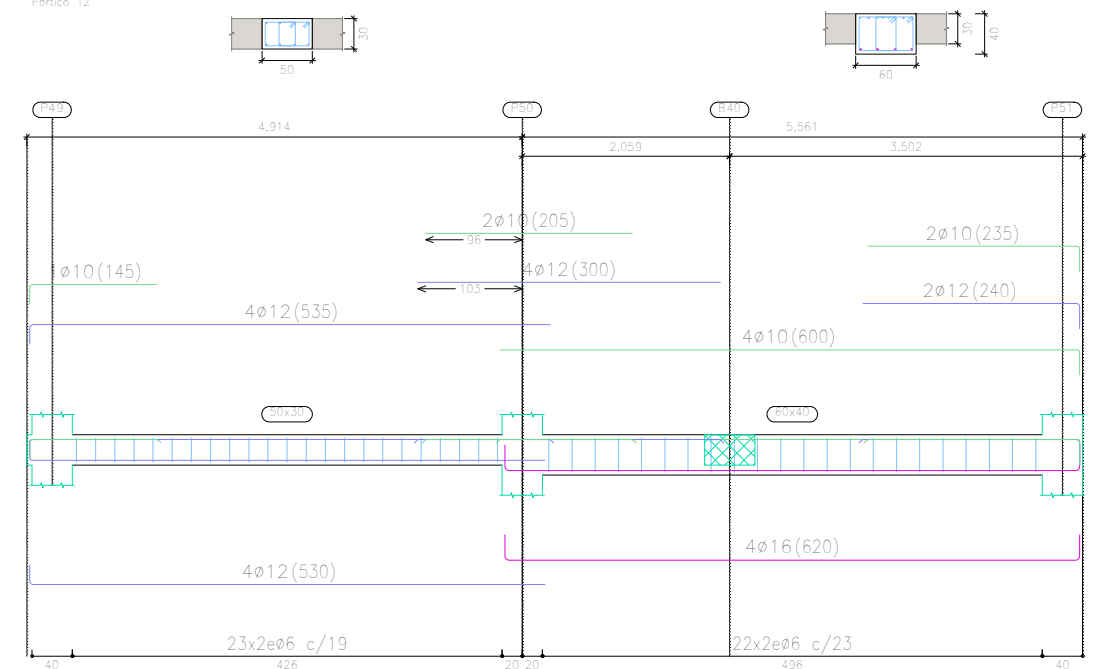 Pórtico 12
30
50
30
40
60
P49
P50
B40
P51
4.914
5.561
2.059
3.502
2ø10(205)
96
2ø10(235)
ø10(145)
4ø12(300)
103
2ø12(240)
4ø12(535)
4ø10(600)
50x30
60x40
4ø16(620)
4ø12(530)
23x2eø6 c/19
22x2eø6 c/23
40
426
20
20
496
40